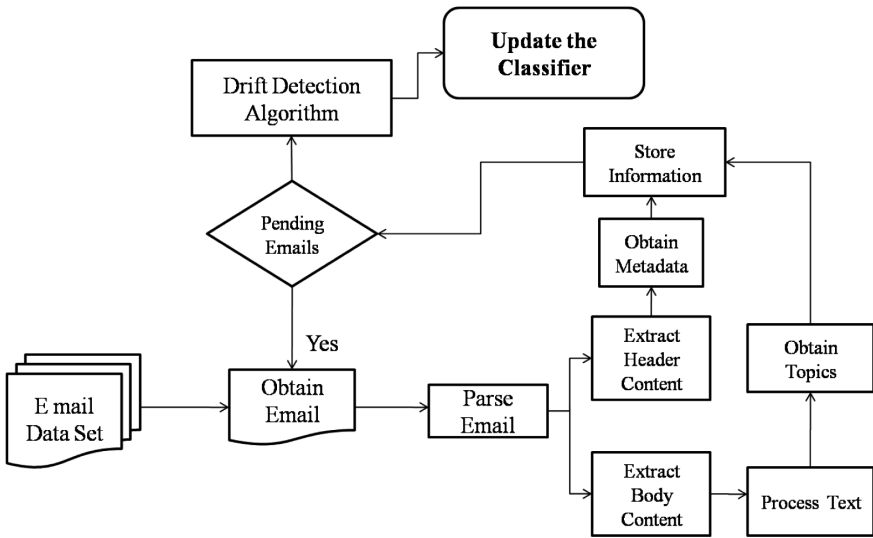 Update the
Classifier
Drift Detection
Algorithm
Store
Information
Pending
Emails
Obtain
Metadata
Yes
Extract
Header
Content
Obtain
Topics
E mail
Data Set
Obtain
Email
Parse
Email
Extract
Body
Content
Process Text